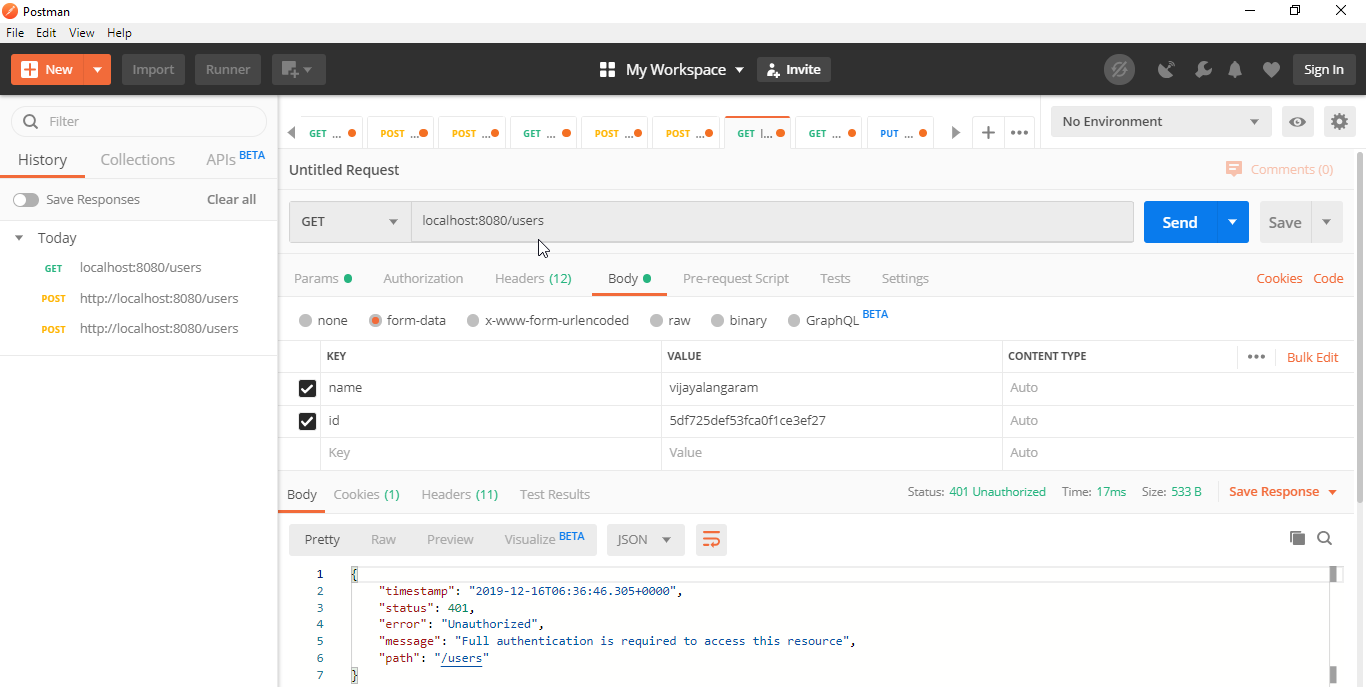 Postman
File Edit View Help
New Import Runner My Workspace Invite Sign In
Filter
History Collections APIs BETA
Save Responses Clear all
Today
GET localhost:8080/users
POST http://localhost:8080/users
POST http://localhost:8080/users
GET ... POST ... POST ... GET ... POST ... POST ... GET l... GET ... PUT ... No Environment
Untitled Request Comments (0)
GET localhost:8080/users Send Save
Params Authorization Headers (12) Body Pre-request Script Tests Settings Cookies Code
none form-data x-www-form-urlencoded raw binary GraphQL BETA
KEY VALUE CONTENT TYPE ••• Bulk Edit
name vijayalangaram Auto
id 5df725def53fca0f1ce3ef27 Auto
Key Value Auto
Body Cookies (1) Headers (11) Test Results Status: 401 Unauthorized Time: 17ms Size: 533 B Save Response
Pretty Raw Preview Visualize BETA JSON
1 {
2 "timestamp": "2019-12-16T06:36:46.305+0000",
3 "status": 401,
4 "error": "Unauthorized",
5 "message": "Full authentication is required to access this resource",
6 "path": "/users"
7 }